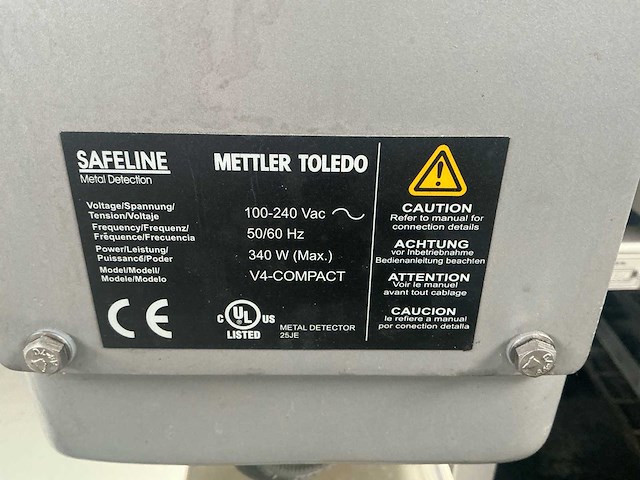 SAFELINE
Metal Detection
METTLER TOLEDO
Voltage/Spannung/
Tension/Voltaje
100-240 Vac
Frequency/Frequenz/
Fréquence/Frecuencia
50/60 Hz
Power/Leistung/
Puissancé/Poder
340 W (Max.)
Model/Modell/
Modele/Modelo
V4-COMPACT
CE
C UL US
LISTED
METAL DETECTOR
25JE
CAUTION
Refer to manual for
connection details
ACHTUNG
vor Inbetriebnahme
Bedienanleitung beachten
ATTENTION
Voir le manuel
avant tout cablage
CAUCION
le refiere a manual
por conection detalla